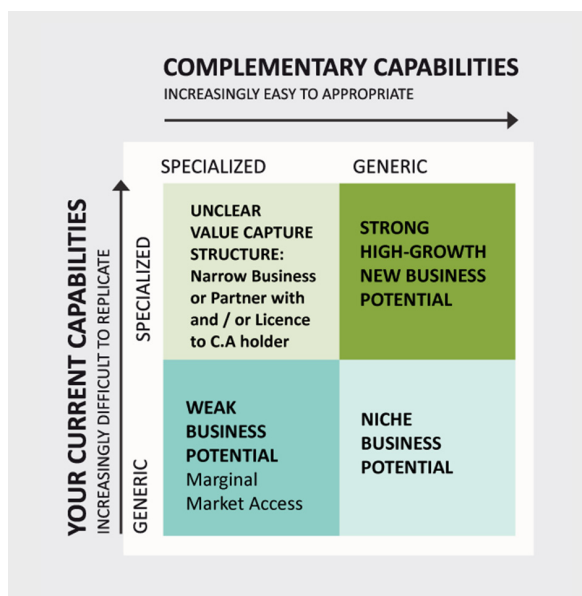 COMPLEMENTARY CAPABILITIES
INCREASINGLY EASY TO APPROPRIATE
SPECIALIZED
GENERIC
YOUR CURRENT CAPABILITIES
INCREASINGLY DIFFICULT TO REPLICATE
SPECIALIZED
GENERIC
UNCLEAR
VALUE CAPTURE
STRUCTURE:
Narrow Business
or Partner with
and / or Licence
to C.A holder
STRONG
HIGH-GROWTH
NEW BUSINESS
POTENTIAL
WEAK
BUSINESS
POTENTIAL
Marginal
Market Access
NICHE
BUSINESS
POTENTIAL